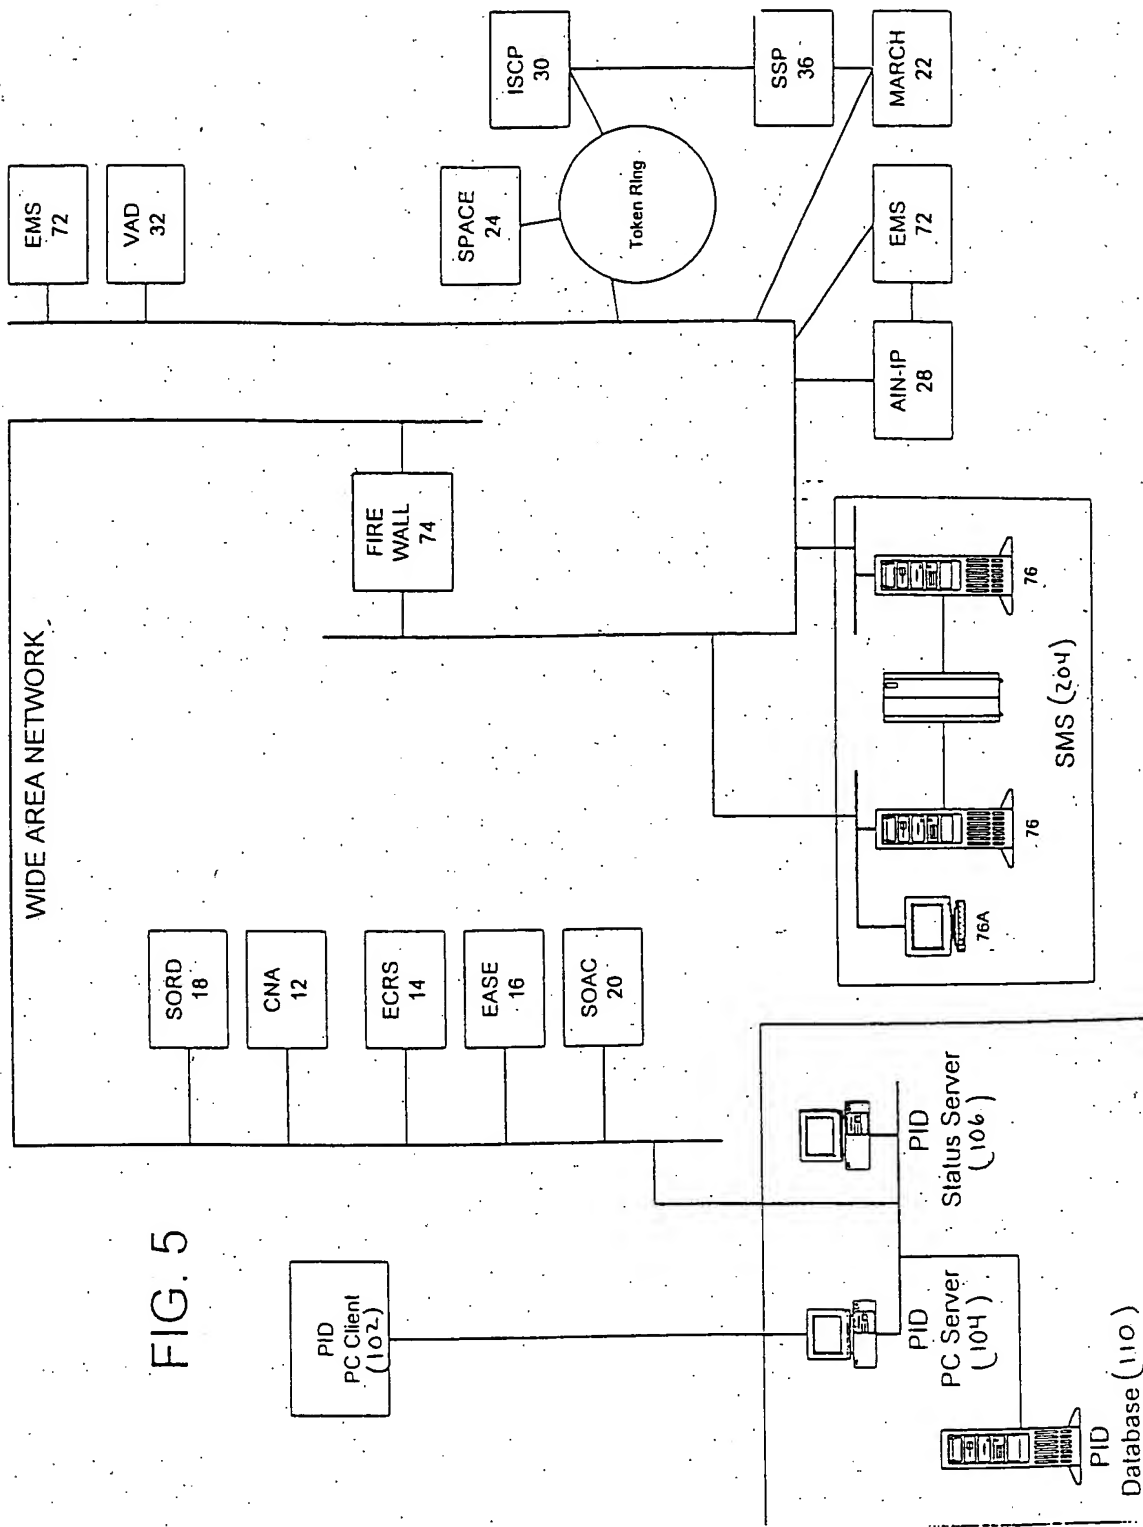 FIG. 5
WIDE AREA NETWORK
PID
PC Client
(102)
SORD
18
CNA
12
ECRS
14
EASE
16
SOAC
20
FIRE
WALL
74
EMS
72
VAD
32
SPACE
24
ISCP
30
Token Ring
SSP
36
MARCH
22
EMS
72
AIN-IP
28
PID
Database (110)
PID
PC Server
(104)
PID
Status Server
(106)
76A
76
76
SMS (204)